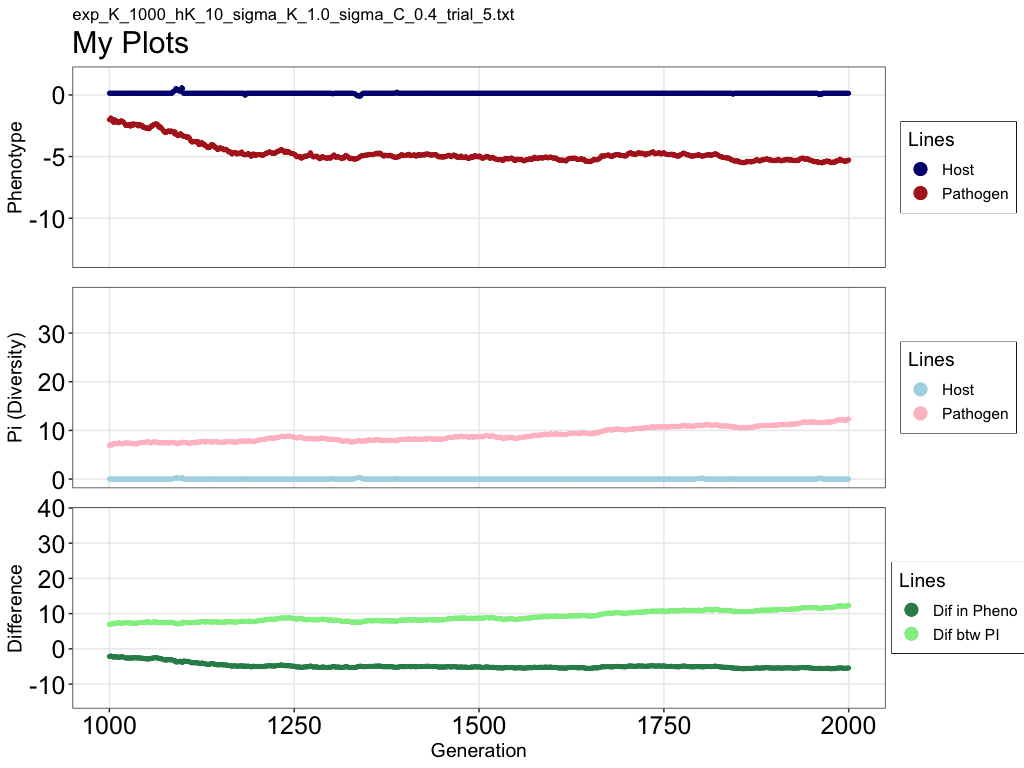 exp_K_1000_hK_10_sigma_K_1.0_sigma_C_0.4_trial_5.txt
My Plots
Phenotype
0
-5
-10
Lines
Host
Pathogen
Pi (Diversity)
30
20
10
0
Lines
Host
Pathogen
Difference
40
30
20
10
0
-10
Lines
Dif in Pheno
Dif btw PI
1000 1250 1500 1750 2000
Generation